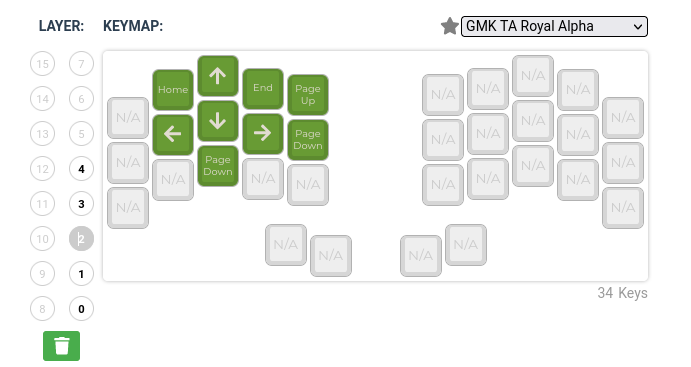 LAYER: KEYMAP: GMK TA Royal Alpha
15 7
14 6
13 5
12 4
11 3
10 2
9 1
8 0
Home ↑ End Page Up N/A N/A N/A N/A
N/A ← ↓ → Page Down N/A N/A N/A N/A N/A
N/A N/A Page Down N/A N/A N/A N/A N/A N/A N/A
N/A N/A
N/A N/A N/A N/A
34 Keys